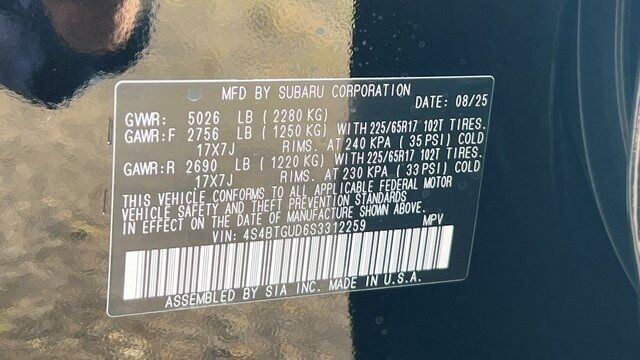 MFD BY SUBARU CORPORATION
DATE: 08/25
GVWR: 5026 LB (2280 KG)
GAWR:F 2756 LB (1250 KG) WITH 225/65R17 102T TIRES.
17X7J RIMS. AT 240 KPA (35 PSI) COLD
GAWR:R 2690 LB (1220 KG) WITH 225/65R17 102T TIRES.
17X7J RIMS. AT 230 KPA (33 PSI) COLD
THIS VEHICLE CONFORMS TO ALL APPLICABLE FEDERAL MOTOR
VEHICLE SAFETY AND THEFT PREVENTION STANDARDS
IN EFFECT ON THE DATE OF MANUFACTURE SHOWN ABOVE.
VIN: 4S4BTGUD6S3312259 MPV
ASSEMBLED BY SIA INC. MADE IN U.S.A.